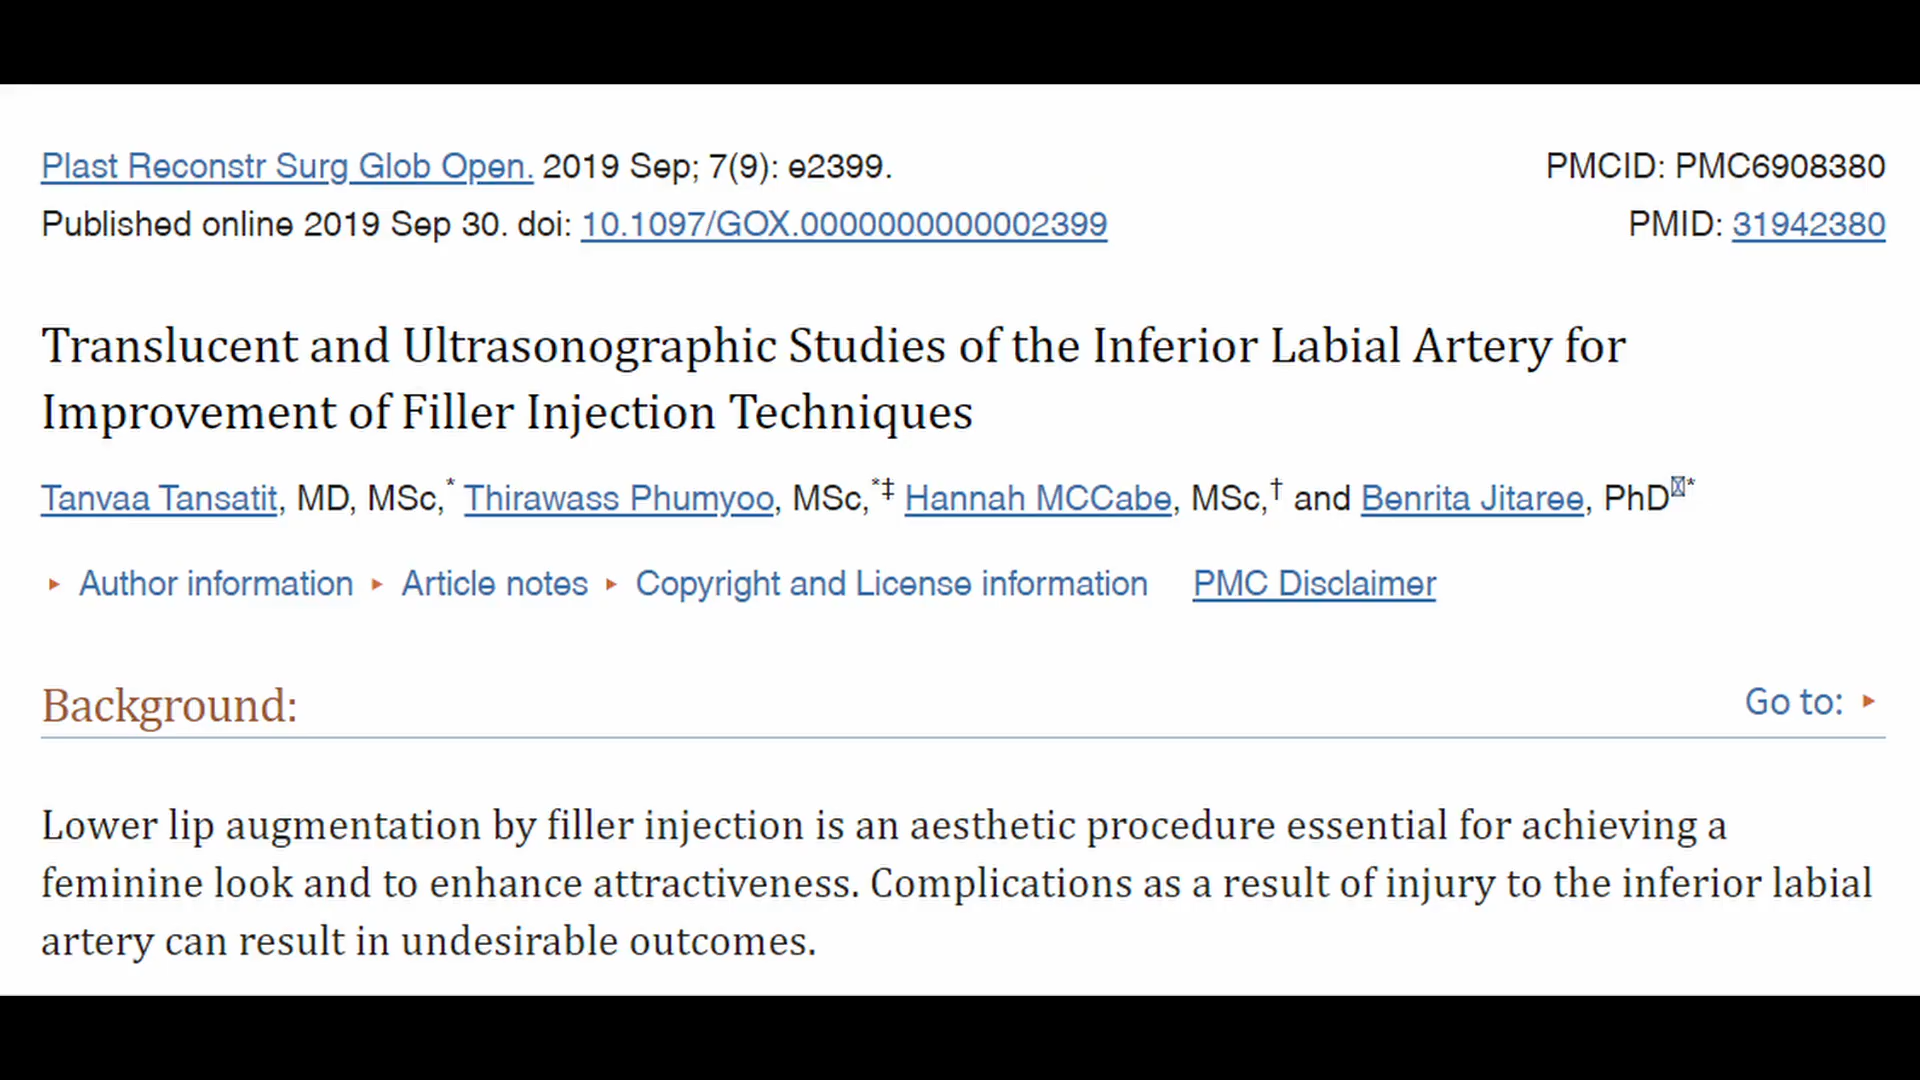 Plast Reconstr Surg Glob Open. 2019 Sep; 7(9): e2399. PMCID: PMC6908380
Published online 2019 Sep 30. doi: 10.1097/GOX.0000000000002399 PMID: 31942380
Translucent and Ultrasonographic Studies of the Inferior Labial Artery for
Improvement of Filler Injection Techniques
Tanvaa Tansatit, MD, MSc,* Thirawass Phumyoo, MSc,*‡ Hannah MCCabe, MSc,† and Benrita Jitaree, PhD*
▸ Author information ▸ Article notes ▸ Copyright and License information PMC Disclaimer
Background: Go to: ▸
Lower lip augmentation by filler injection is an aesthetic procedure essential for achieving a
feminine look and to enhance attractiveness. Complications as a result of injury to the inferior labial
artery can result in undesirable outcomes.